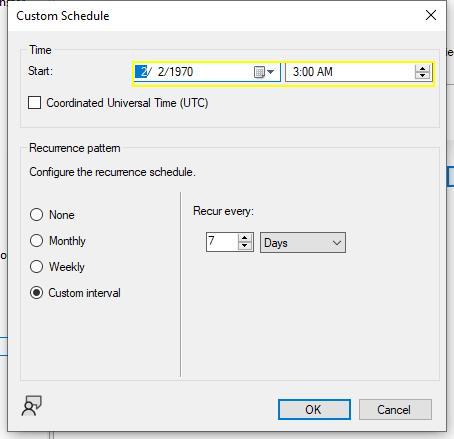 Custom Schedule
Time
Start: 2/ 2/1970 3:00 AM
Coordinated Universal Time (UTC)
Recurrence pattern
Configure the recurrence schedule.
None
Monthly
Weekly
Custom interval
Recur every:
7 Days
OK Cancel